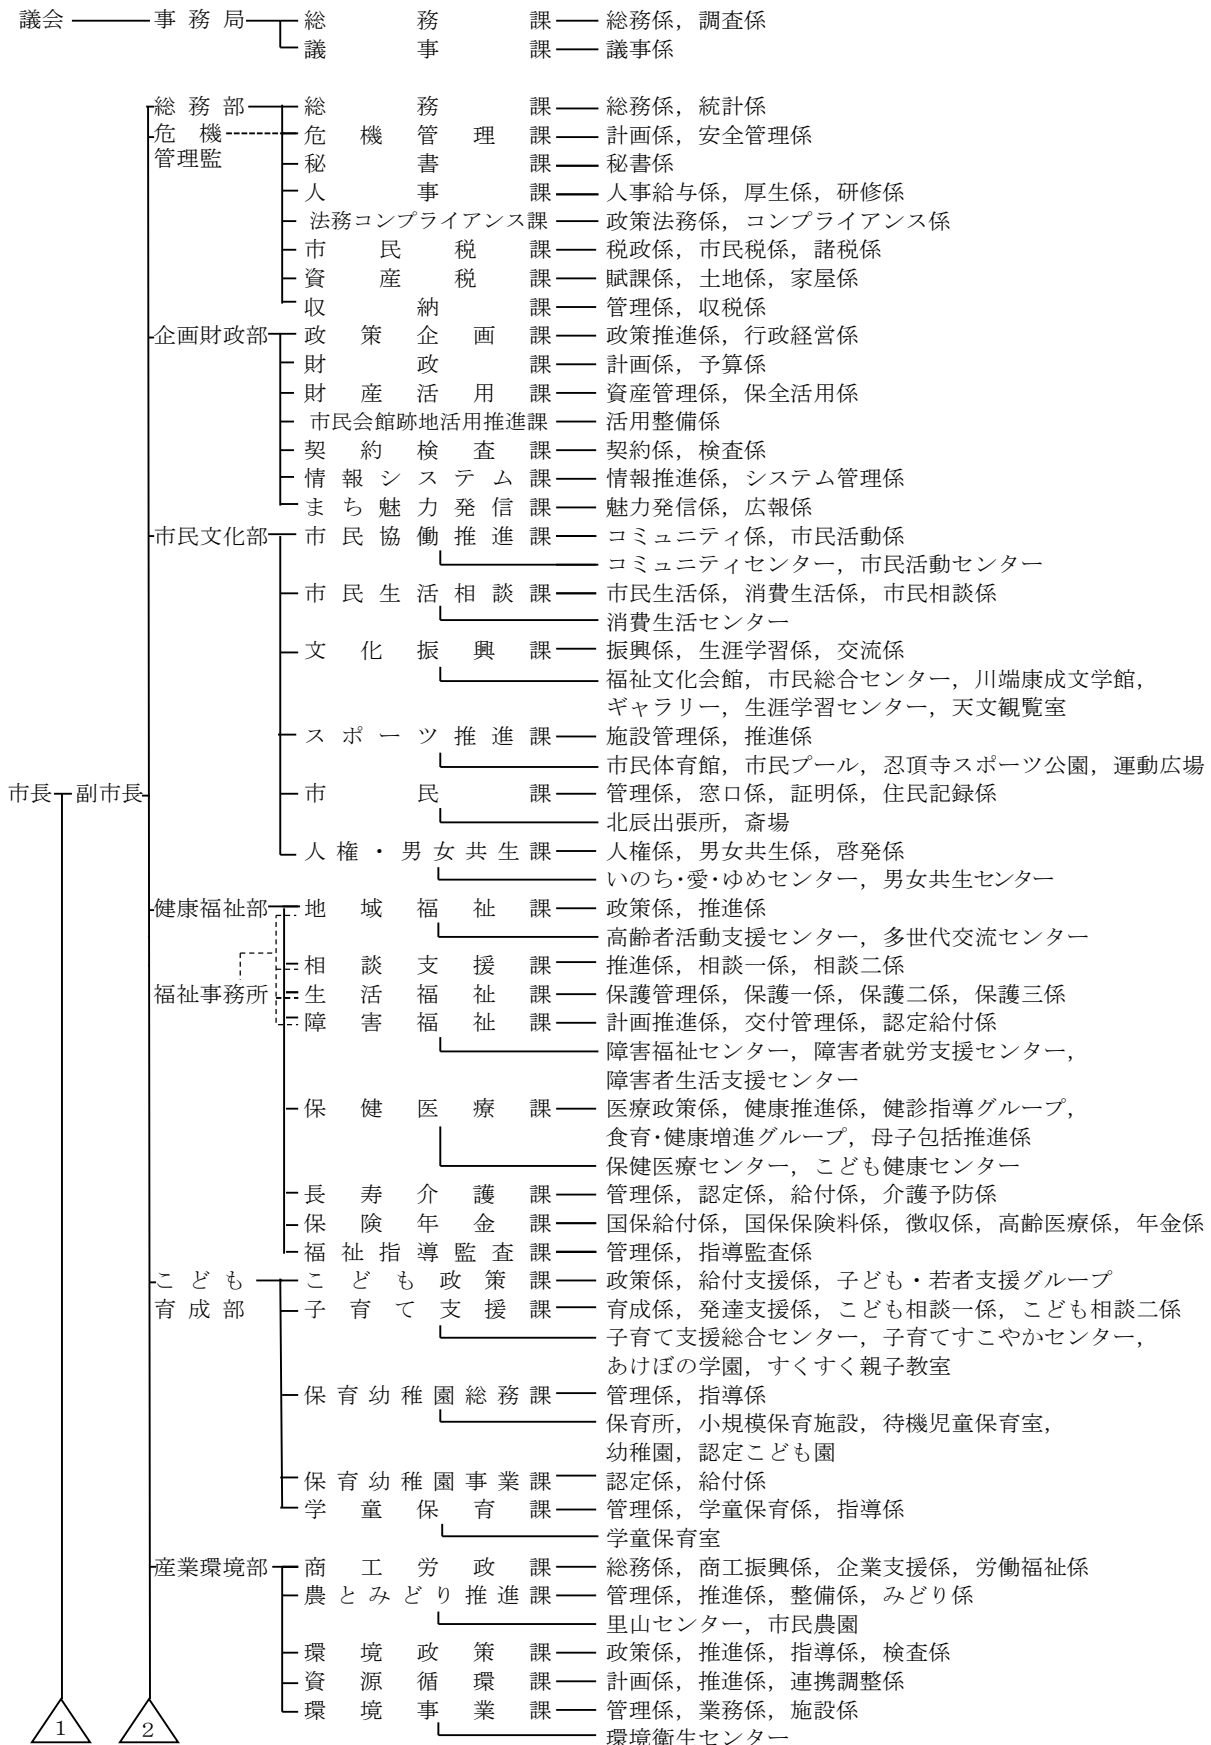 議会 事務局 総務課 総務係，調査係
議事課 議事係
総務部 総務課 総務係，統計係
危機 危機管理課 計画係，安全管理係
管理監 秘書課 秘書係
人事課 人事給与係，厚生係，研修係
法務コンプライアンス課 政策法務係，コンプライアンス係
市民税課 税政係，市民税係，諸税係
資産税課 賦課係，土地係，家屋係
収納課 管理係，収税係
企画財政部 政策企画課 政策推進係，行政経営係
財政課 計画係，予算係
財産活用課 資産管理係，保全活用係
市民会館跡地活用推進課 活用整備係
契約検査課 契約係，検査係
情報システム課 情報推進係，システム管理係
まち魅力発信課 魅力発信係，広報係
市民文化部 市民協働推進課 コミュニティ係，市民活動係
コミュニティセンター，市民活動センター
市民生活相談課 市民生活係，消費生活係，市民相談係
消費生活センター
文化振興課 振興係，生涯学習係，交流係
福祉文化会館，市民総合センター，川端康成文学館，
ギャラリー，生涯学習センター，天文観覧室
スポーツ推進課 施設管理係，推進係
市民体育館，市民プール，忍頂寺スポーツ公園，運動広場
市長 副市長 市民課 管理係，窓口係，証明係，住民記録係
北辰出張所，斎場
人権・男女共生課 人権係，男女共生係，啓発係
いのち・愛・ゆめセンター，男女共生センター
健康福祉部 地域福祉課 政策係，推進係
高齢者活動支援センター，多世代交流センター
相談支援課 推進係，相談一係，相談二係
福祉事務所 生活福祉課 保護管理係，保護一係，保護二係，保護三係
障害福祉課 計画推進係，交付管理係，認定給付係
障害福祉センター，障害者就労支援センター，
障害者生活支援センター
保健医療課 医療政策係，健康推進係，健診指導グループ，
食育・健康増進グループ，母子包括推進係
保健医療センター，こども健康センター
長寿介護課 管理係，認定係，給付係，介護予防係
保険年金課 国保給付係，国保保険料係，徴収係，高齢医療係，年金係
福祉指導監査課 管理係，指導監査係
こども こども政策課 政策係，給付支援係，子ども・若者支援グループ
育成部 子育て支援課 育成係，発達支援係，こども相談一係，こども相談二係
子育て支援総合センター，子育てすこやかセンター，
あけぼの学園，すくすく親子教室
保育幼稚園総務課 管理係，指導係
保育所，小規模保育施設，待機児童保育室，
幼稚園，認定こども園
保育幼稚園事業課 認定係，給付係
学童保育課 管理係，学童保育係，指導係
学童保育室
産業環境部 商工労政課 総務係，商工振興係，企業支援係，労働福祉係
農とみどり推進課 管理係，推進係，整備係，みどり係
里山センター，市民農園
環境政策課 政策係，推進係，指導係，検査係
資源循環課 計画係，推進係，連携調整係
環境事業課 管理係，業務係，施設係
1 2 環境衛生センター